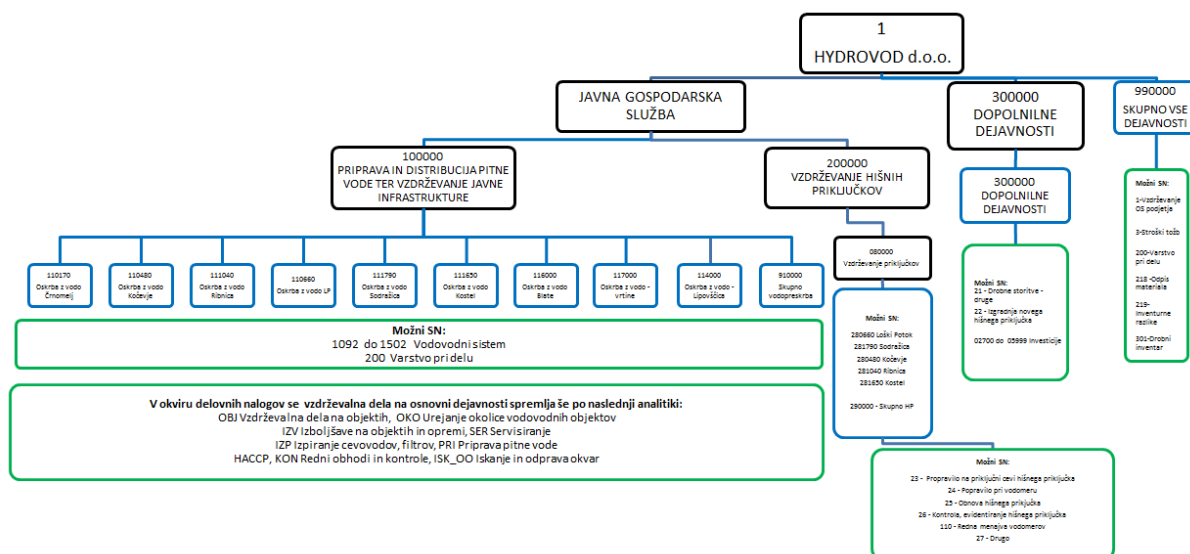 1
HYDROVOD d.o.o.
JAVNA GOSPODARSKA
SLUŽBA
300000
DOPOLNILNE
DEJAVNOSTI
990000
SKUPNO VSE
DEJAVNOSTI
100000
PRIPRAVA IN DISTRIBUCIJA PITNE
VODE TER VZDRŽEVANJE JAVNE
INFRASTRUKTURE
200000
VZDRŽEVANJE HIŠNIH
PRIKLJUČKOV
300000
DOPOLNILNE
DEJAVNOSTI
Možni SN:
1-Vzdrževanje
OS podjetja
3-Stroški tožb
200-Varstvo
pri delu
218 -Odpis
materiala
219-
Inventurne
razlike
301-Drobni
inventar
080000
Vzdrževanje priključkov
110170
Oskrba z vodo
Črnomelj
110480
Oskrba z vodo
Kočevje
111040
Oskrba z vodo
Ribnica
110660
Oskrba z vodo LP
111790
Oskrba z vodo
Sodražica
111630
Oskrba z vodo
Kostel
116000
Oskrba z vodo
Blate
117000
Oskrba z vodo -
vrtine
114000
Oskrba z vodo -
Lipovščica
910000
Skupno
vodopreskrba
Možni SN:
21 - Drobne storitve -
druge
22 - Izgradnja novega
hišnega priključka
02700 do 05999 Investicije
Možni SN:
1092 do 1502 Vodovodni sistem
200 Varstvo pri delu
Možni SN:
280660 Loški Potok
281790 Sodražica
280480 Kočevje
281040 Ribnica
281630 Kostel
290000 - Skupno HP
V okviru delovnih nalogov se vzdrževalna dela na osnovni dejavnosti spremlja še po naslednji analitiki:
OBJ Vzdrževalna dela na objektih, OKO Urejanje okolice vodovodnih objektov
IZV Izboljšave na objektih in opremi, SER Servisiranje
IZP Izpiranje cevovodov, filtrov, PRI Priprava pitne vode
HACCP, KON Redni obhodi in kontrole, ISK_OO Iskanje in odprava okvar
Možni SN:
23 - Propravilo na priključni cevi hišnega priključka
24 - Popravilo pri vodomeru
25 - Obnova hišnega priključka
26 - Kontrola, evidentiranje hišnega priključka
110 - Redna menajva vodomerov
27 - Drugo